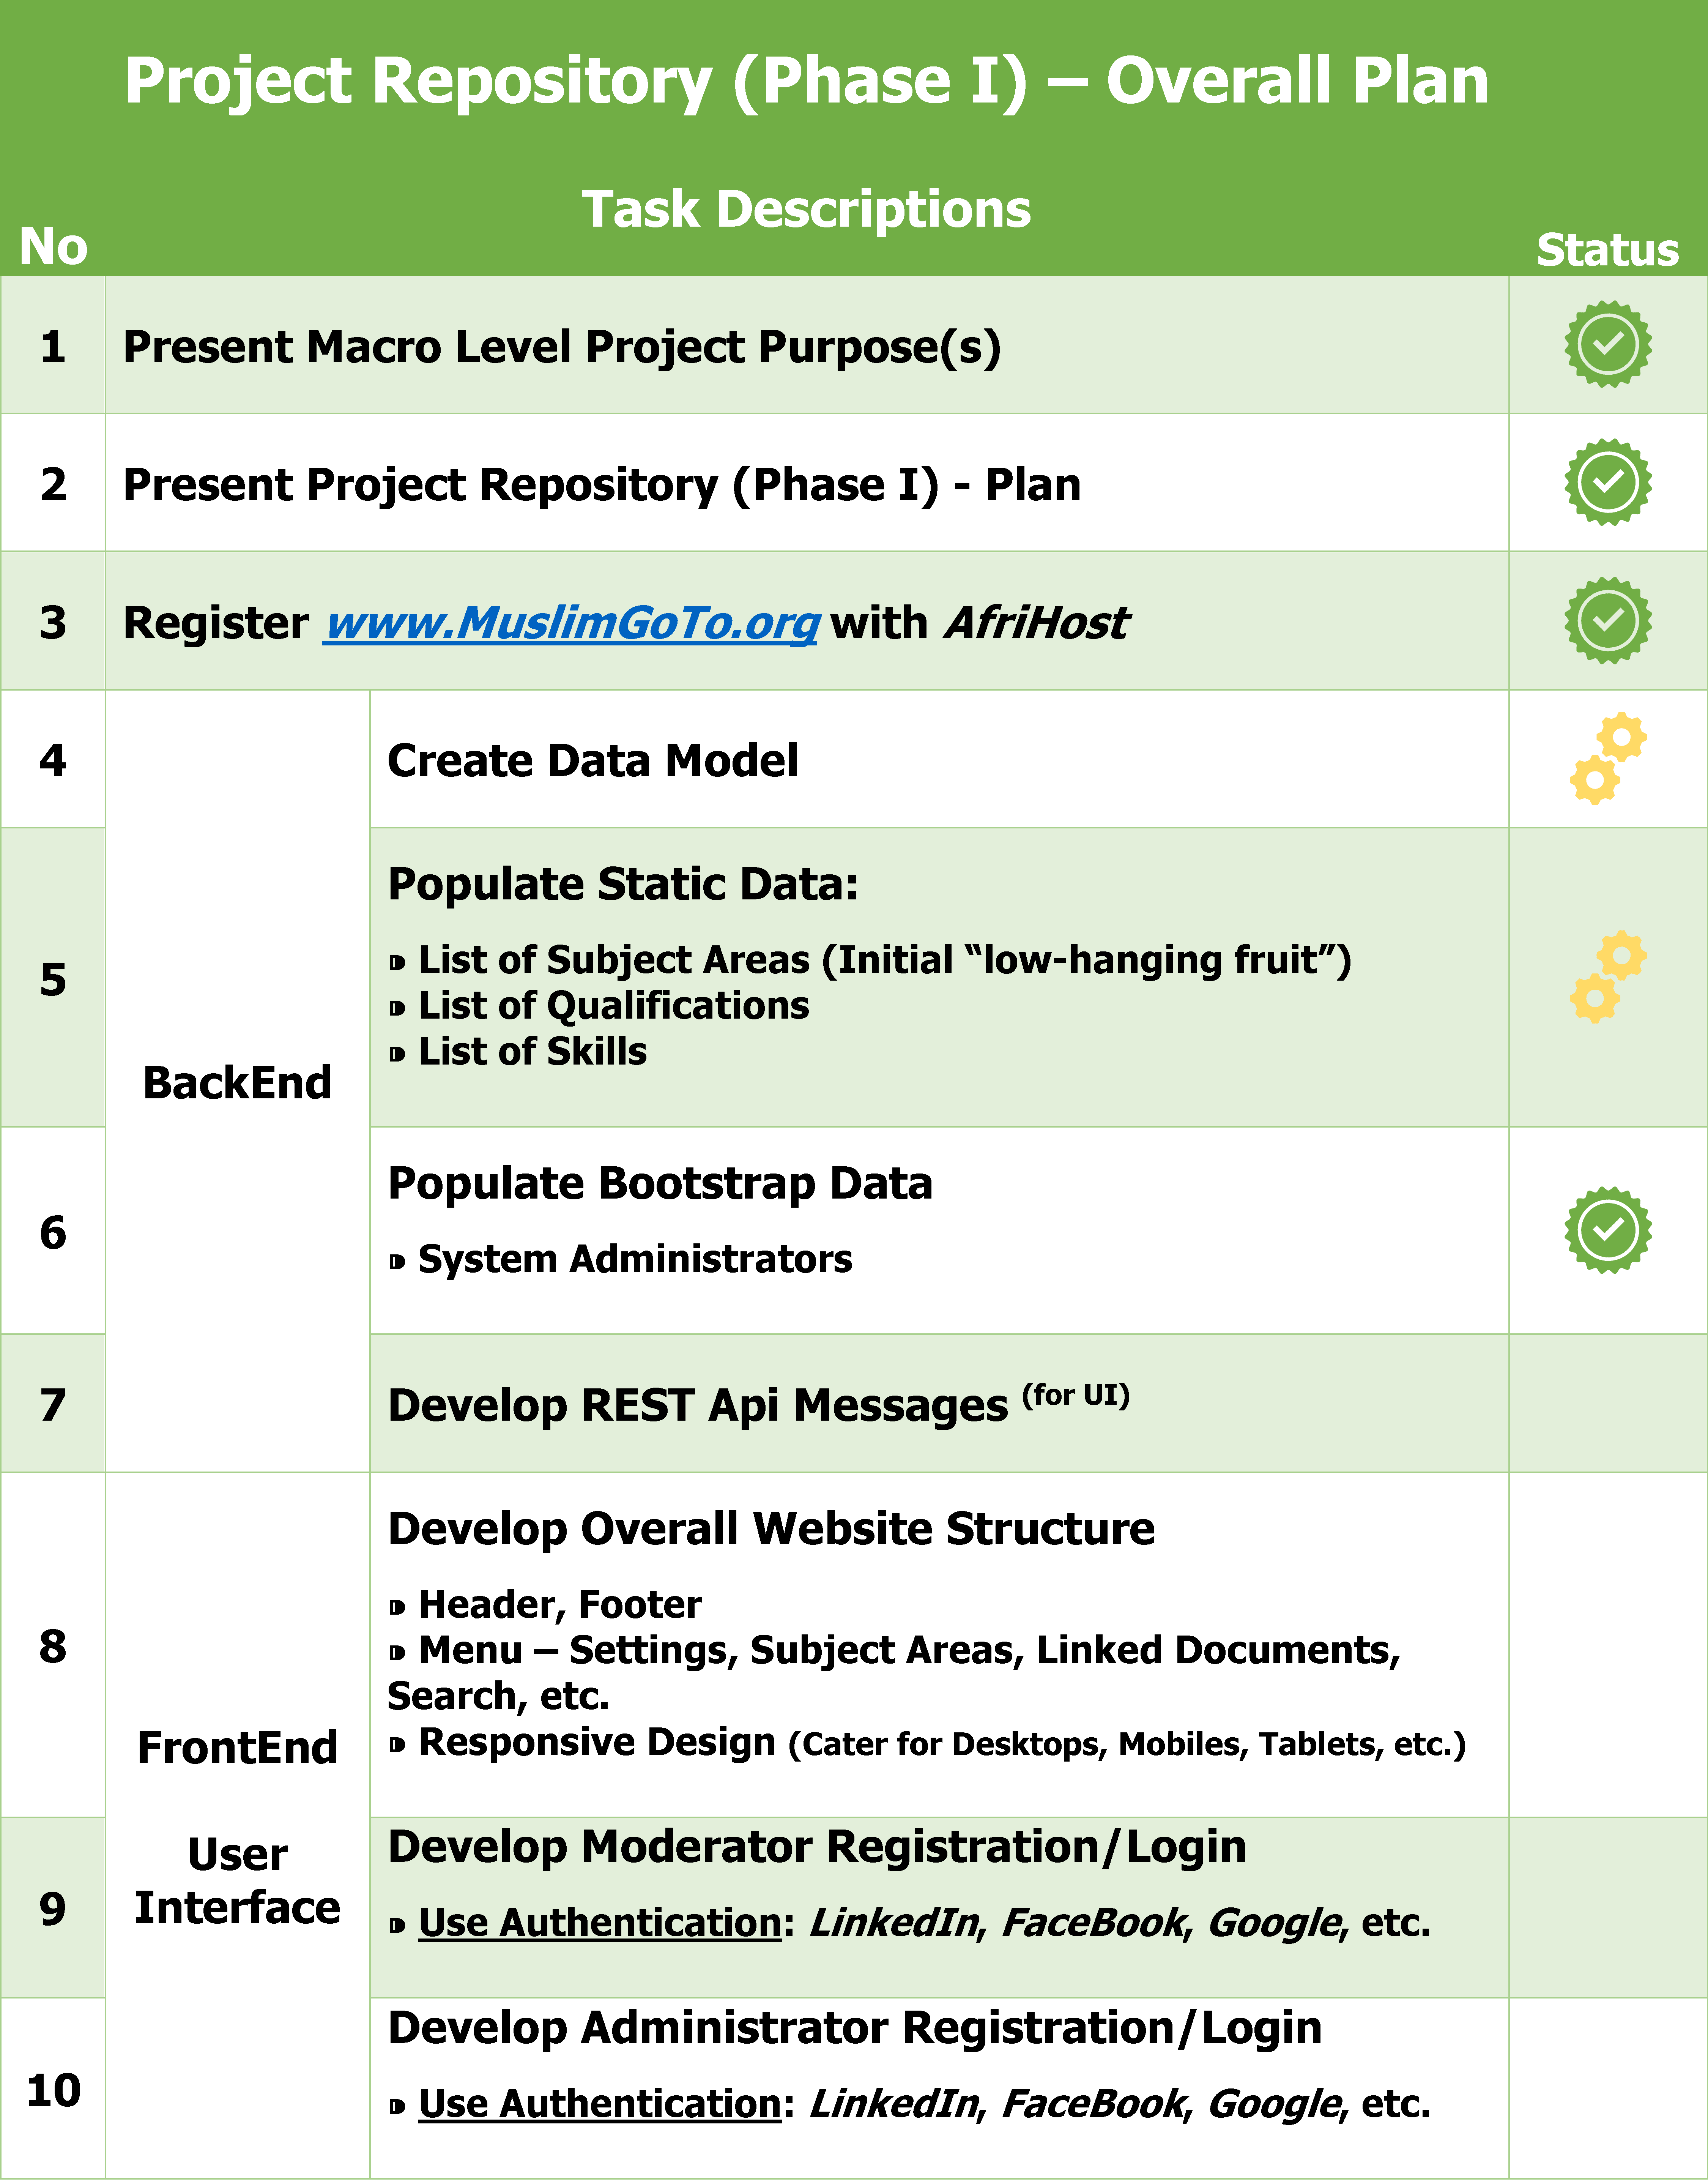 Project Repository (Phase I) – Overall Plan
No
Task Descriptions
Status
1
Present Macro Level Project Purpose(s)
2
Present Project Repository (Phase I) - Plan
3
Register www.MuslimGoTo.org with AfriHost
BackEnd
4
Create Data Model
5
Populate Static Data:
List of Subject Areas (Initial “low-hanging fruit”)
List of Qualifications
List of Skills
6
Populate Bootstrap Data
System Administrators
7
Develop REST Api Messages (for UI)
FrontEnd
User
Interface
8
Develop Overall Website Structure
Header, Footer
Menu – Settings, Subject Areas, Linked Documents,
Search, etc.
Responsive Design (Cater for Desktops, Mobiles, Tablets, etc.)
9
Develop Moderator Registration/Login
Use Authentication: LinkedIn, FaceBook, Google, etc.
10
Develop Administrator Registration/Login
Use Authentication: LinkedIn, FaceBook, Google, etc.